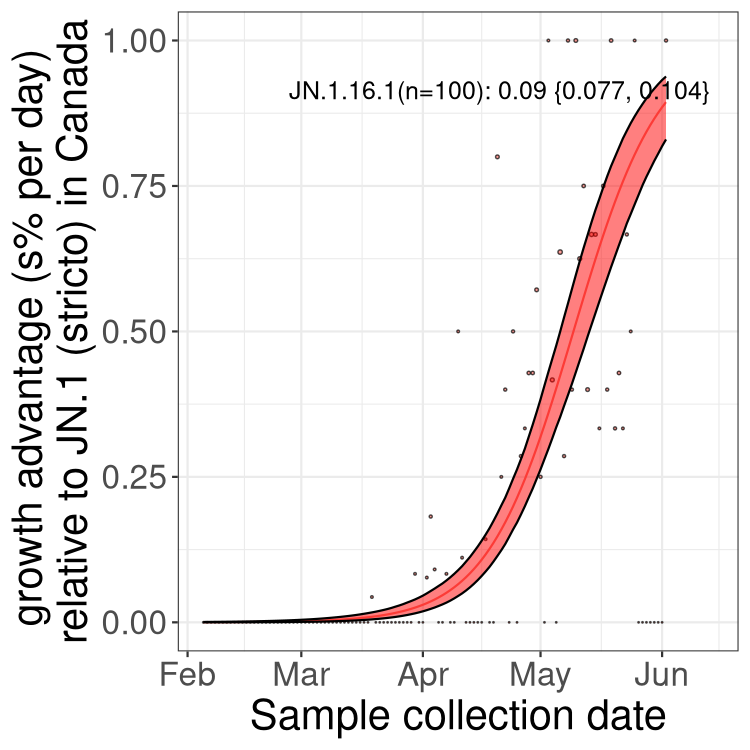 growth advantage (s% per day)
relative to JN.1 (stricto) in Canada
1.00
0.75
0.50
0.25
0.00
JN.1.16.1(n=100): 0.09 {0.077, 0.104}
Feb Mar Apr May Jun
Sample collection date